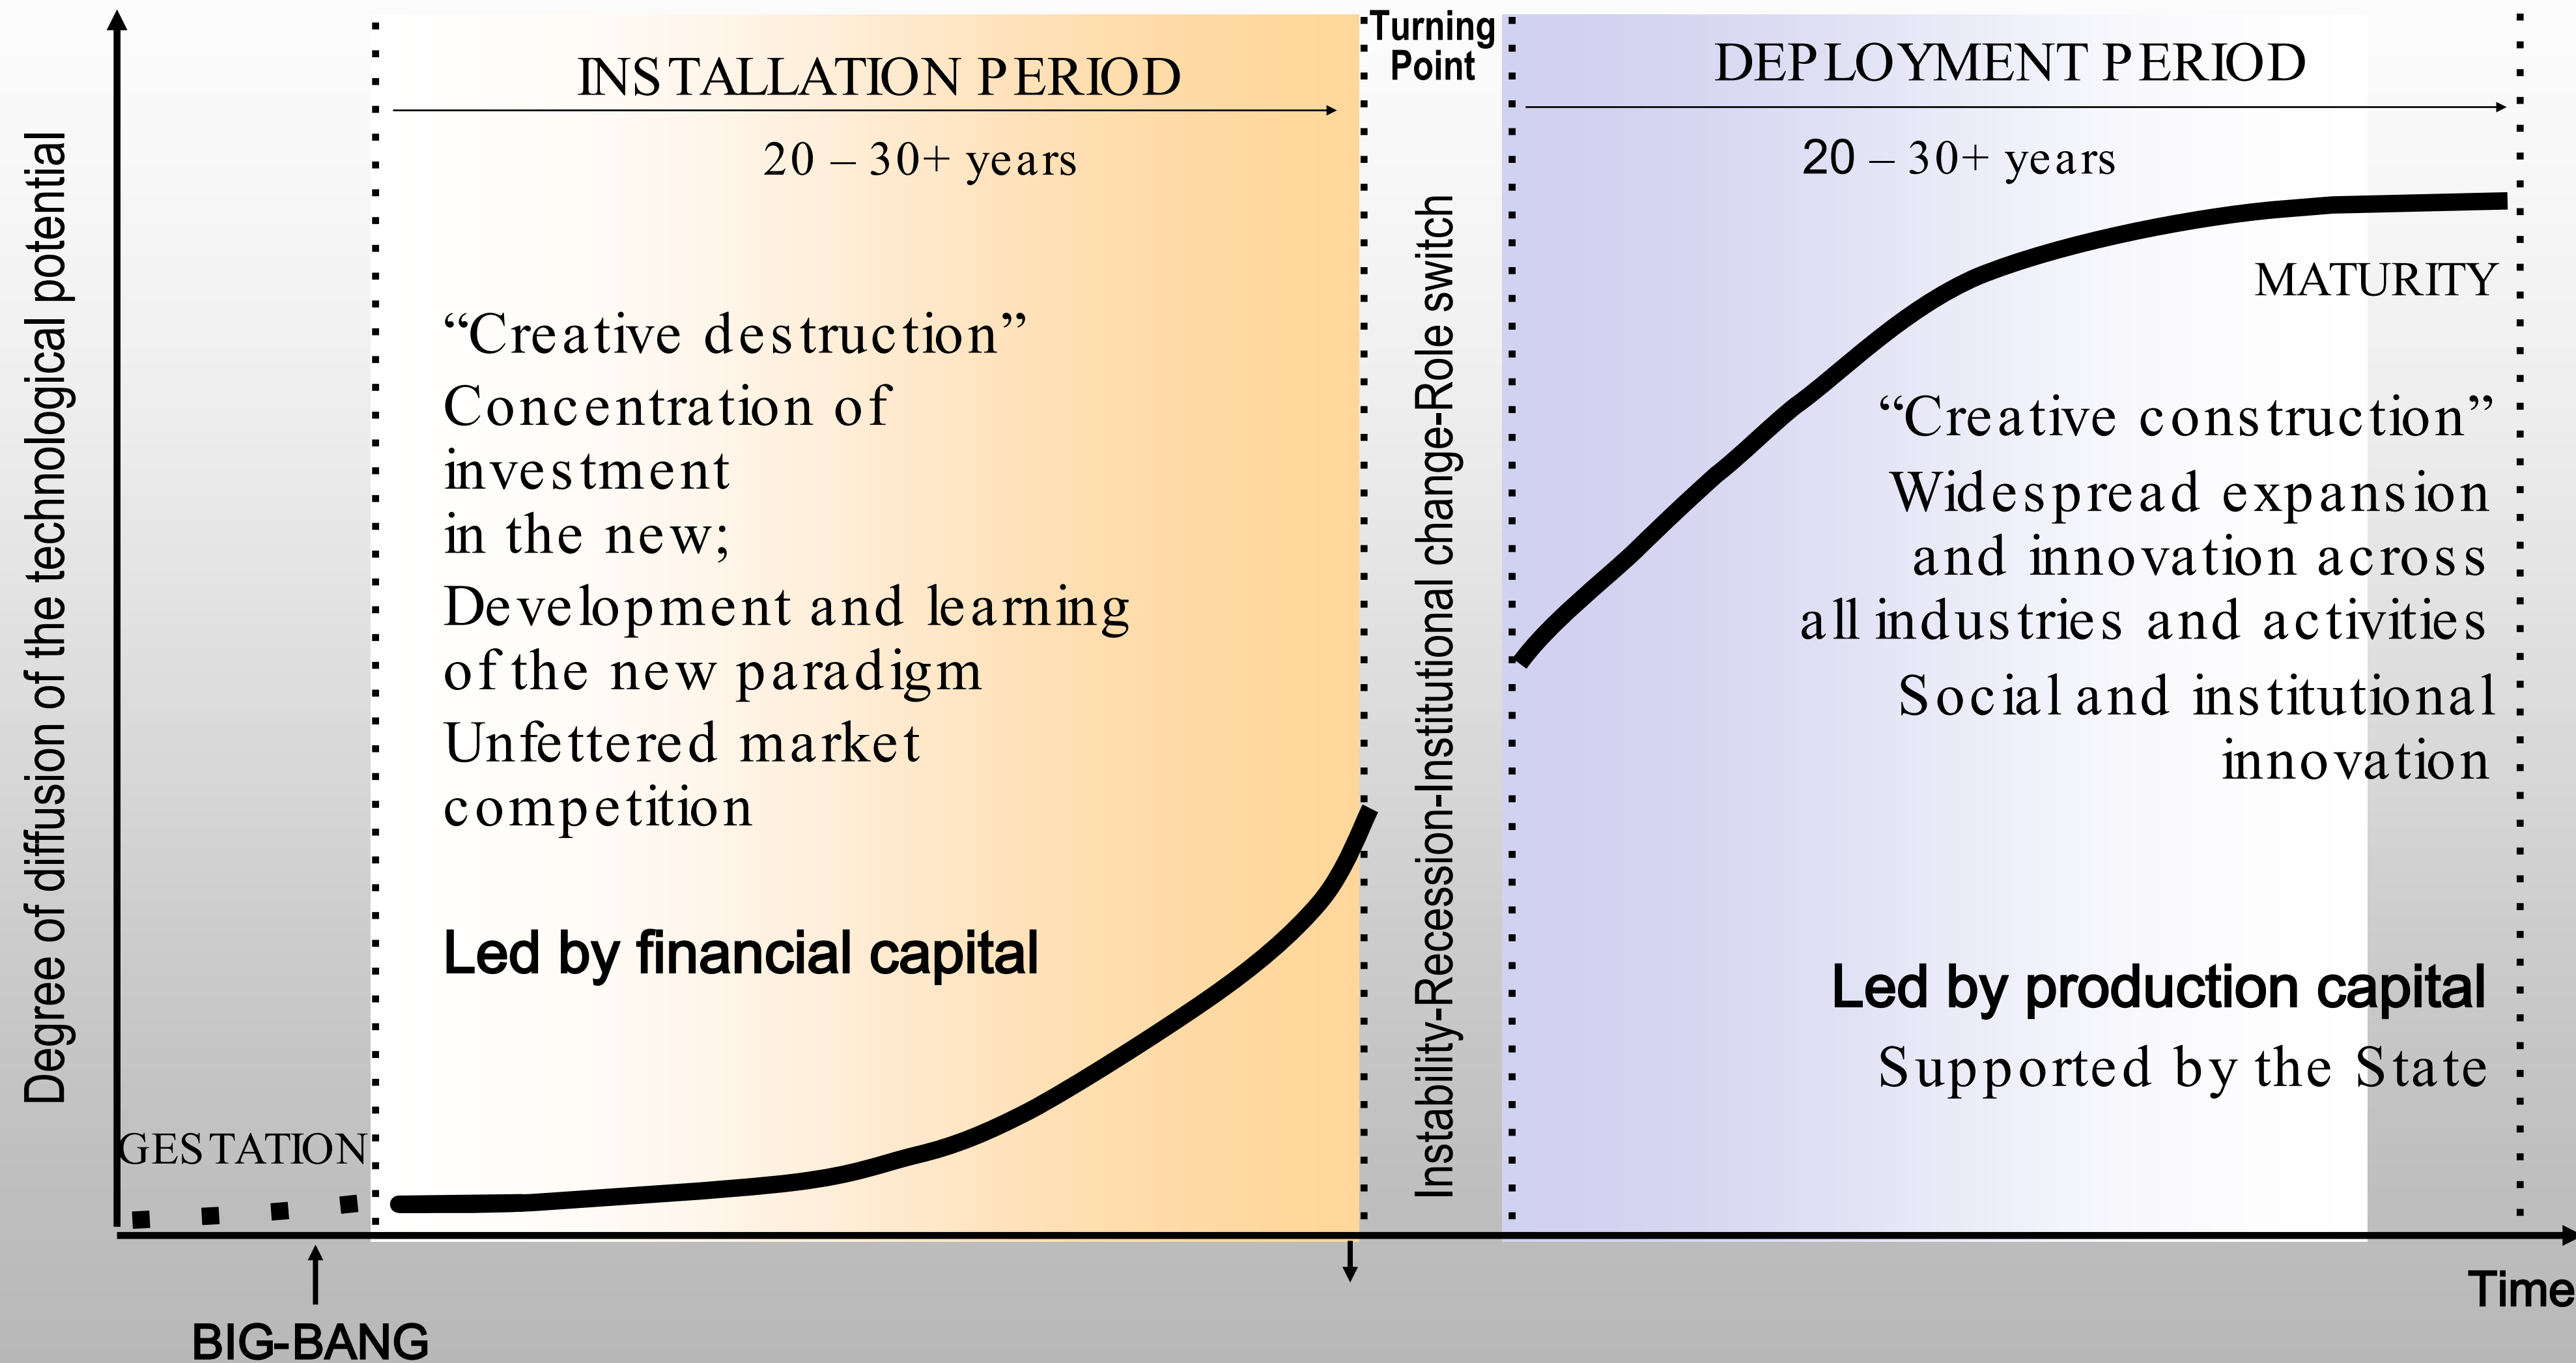 Degree of diffusion of the technological potential
INSTALLATION PERIOD
20 – 30+ years
“Creative destruction”
Concentration of
investment
in the new;
Development and learning
of the new paradigm
Unfettered market
competition
Led by financial capital
GESTATION
BIG-BANG
Turning
Point
Instability-Recession-Institutional change-Role switch
DEPLOYMENT PERIOD
20 – 30+ years
MATURITY
“Creative construction”
Widespread expansion
and innovation across
all industries and activities
Social and institutional
innovation
Led by production capital
Supported by the State
Time